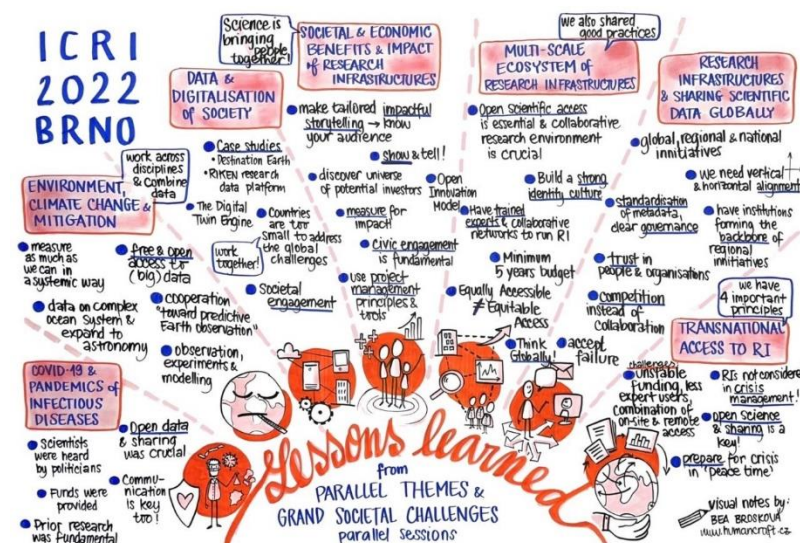 ICRI
2022
BRNO
ENVIRONMENT,
CLIMATE CHANGE &
MITIGATION
work across
disciplines
& combine
data
measure
as much as
we can in
a systemic way
free & open
access to
(big) data
data on complex
ocean system &
expand to
astronomy
cooperation
"toward predictive
Earth observation"
observation,
experiments &
modelling
COVID-19 &
PANDEMICS of
INFECTIOUS
DISEASES
Open data
& sharing
was crucial
Scientists
were heard
by politicians
Funds were
provided
Commu-
nication
is key
too!
Prior research
was fundamental
DATA &
DIGITALISATION
of SOCIETY
Case studies
• Destination Earth
• RIKEN research
data platform
The Digital
Twin Engine
Countries
are too
small to address
the global
challenges
work
together!
Societal
engagement
Science is
bringing
people
together!
SOCIETAL & ECONOMIC
BENEFITS & IMPACT
of RESEARCH
INFRASTRUCTURES
make tailored impactful
storytelling → know
your audience
show & tell!
discover universe
of potential investors
measure for
impact!
Civic engagement
is fundamental
use project
management
principles &
tools
we also shared
good practices
MULTI-SCALE
ECOSYSTEM of
RESEARCH INFRASTRUCTURES
Open scientific access
is essential & collaborative
research environment
is crucial
Open
Innovation
Model
Build a strong
identity culture
Have trained
experts & collaborative
networks to run RI
Minimum
5 years budget
Equally Accessible
≠ Equitable
Access
Think
Globally!
accept
failure
RESEARCH
INFRASTRUCTURES
& SHARING SCIENTIFIC
DATA GLOBALLY
global, regional & national
innitiatives
we need vertical
& horizontal alignment
standardisation
of metadata,
clear governance
have institutions
forming the
backbone of
regional
innitiatives
trust in
people & organisations
competition
instead of
collaboration
we have
4 important
principles
TRANSNATIONAL
ACCESS TO RI
challenges:
unstable
funding, less
expert users,
combination of
on-site & remote
access
RIs not considered
in crisis
management!
open Science
& sharing is a
key!
prepare for crisis
in "peace time"
Lessons learned
from
PARALLEL THEMES &
GRAND SOCIETAL CHALLENGES
parallel sessions
visual notes by:
BEA BROSKOVÁ
www.humancraft.cz